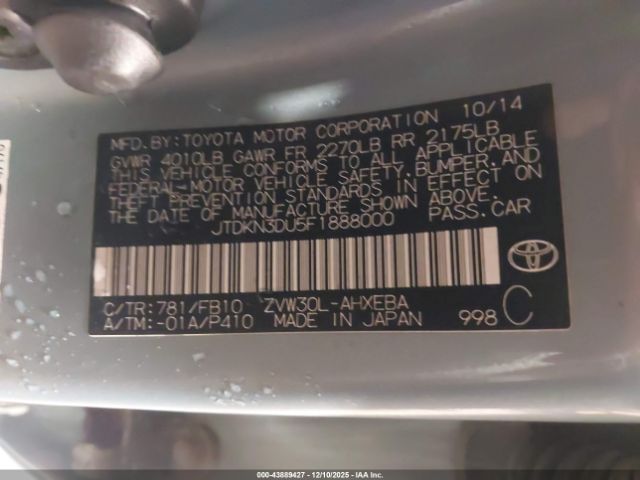 MFD.BY:TOYOTA MOTOR CORPORATION 10/14
GVWR 4010LB GAWR FR 2270LB RR 2175LB
THIS VEHICLE CONFORMS TO ALL APPLICABLE
FEDERAL MOTOR VEHICLE SAFETY, BUMPER, AND
THEFT PREVENTION STANDARDS IN EFFECT ON
THE DATE OF MANUFACTURE SHOWN ABOVE.
JTDKN3DU5F1888000 PASS.CAR
C/TR:781/FB10 ZVW30L-AHXEBA
A/TM:-01A/P410 MADE IN JAPAN 998 C
000-43889427 - 12/10/2025 - IAA Inc.